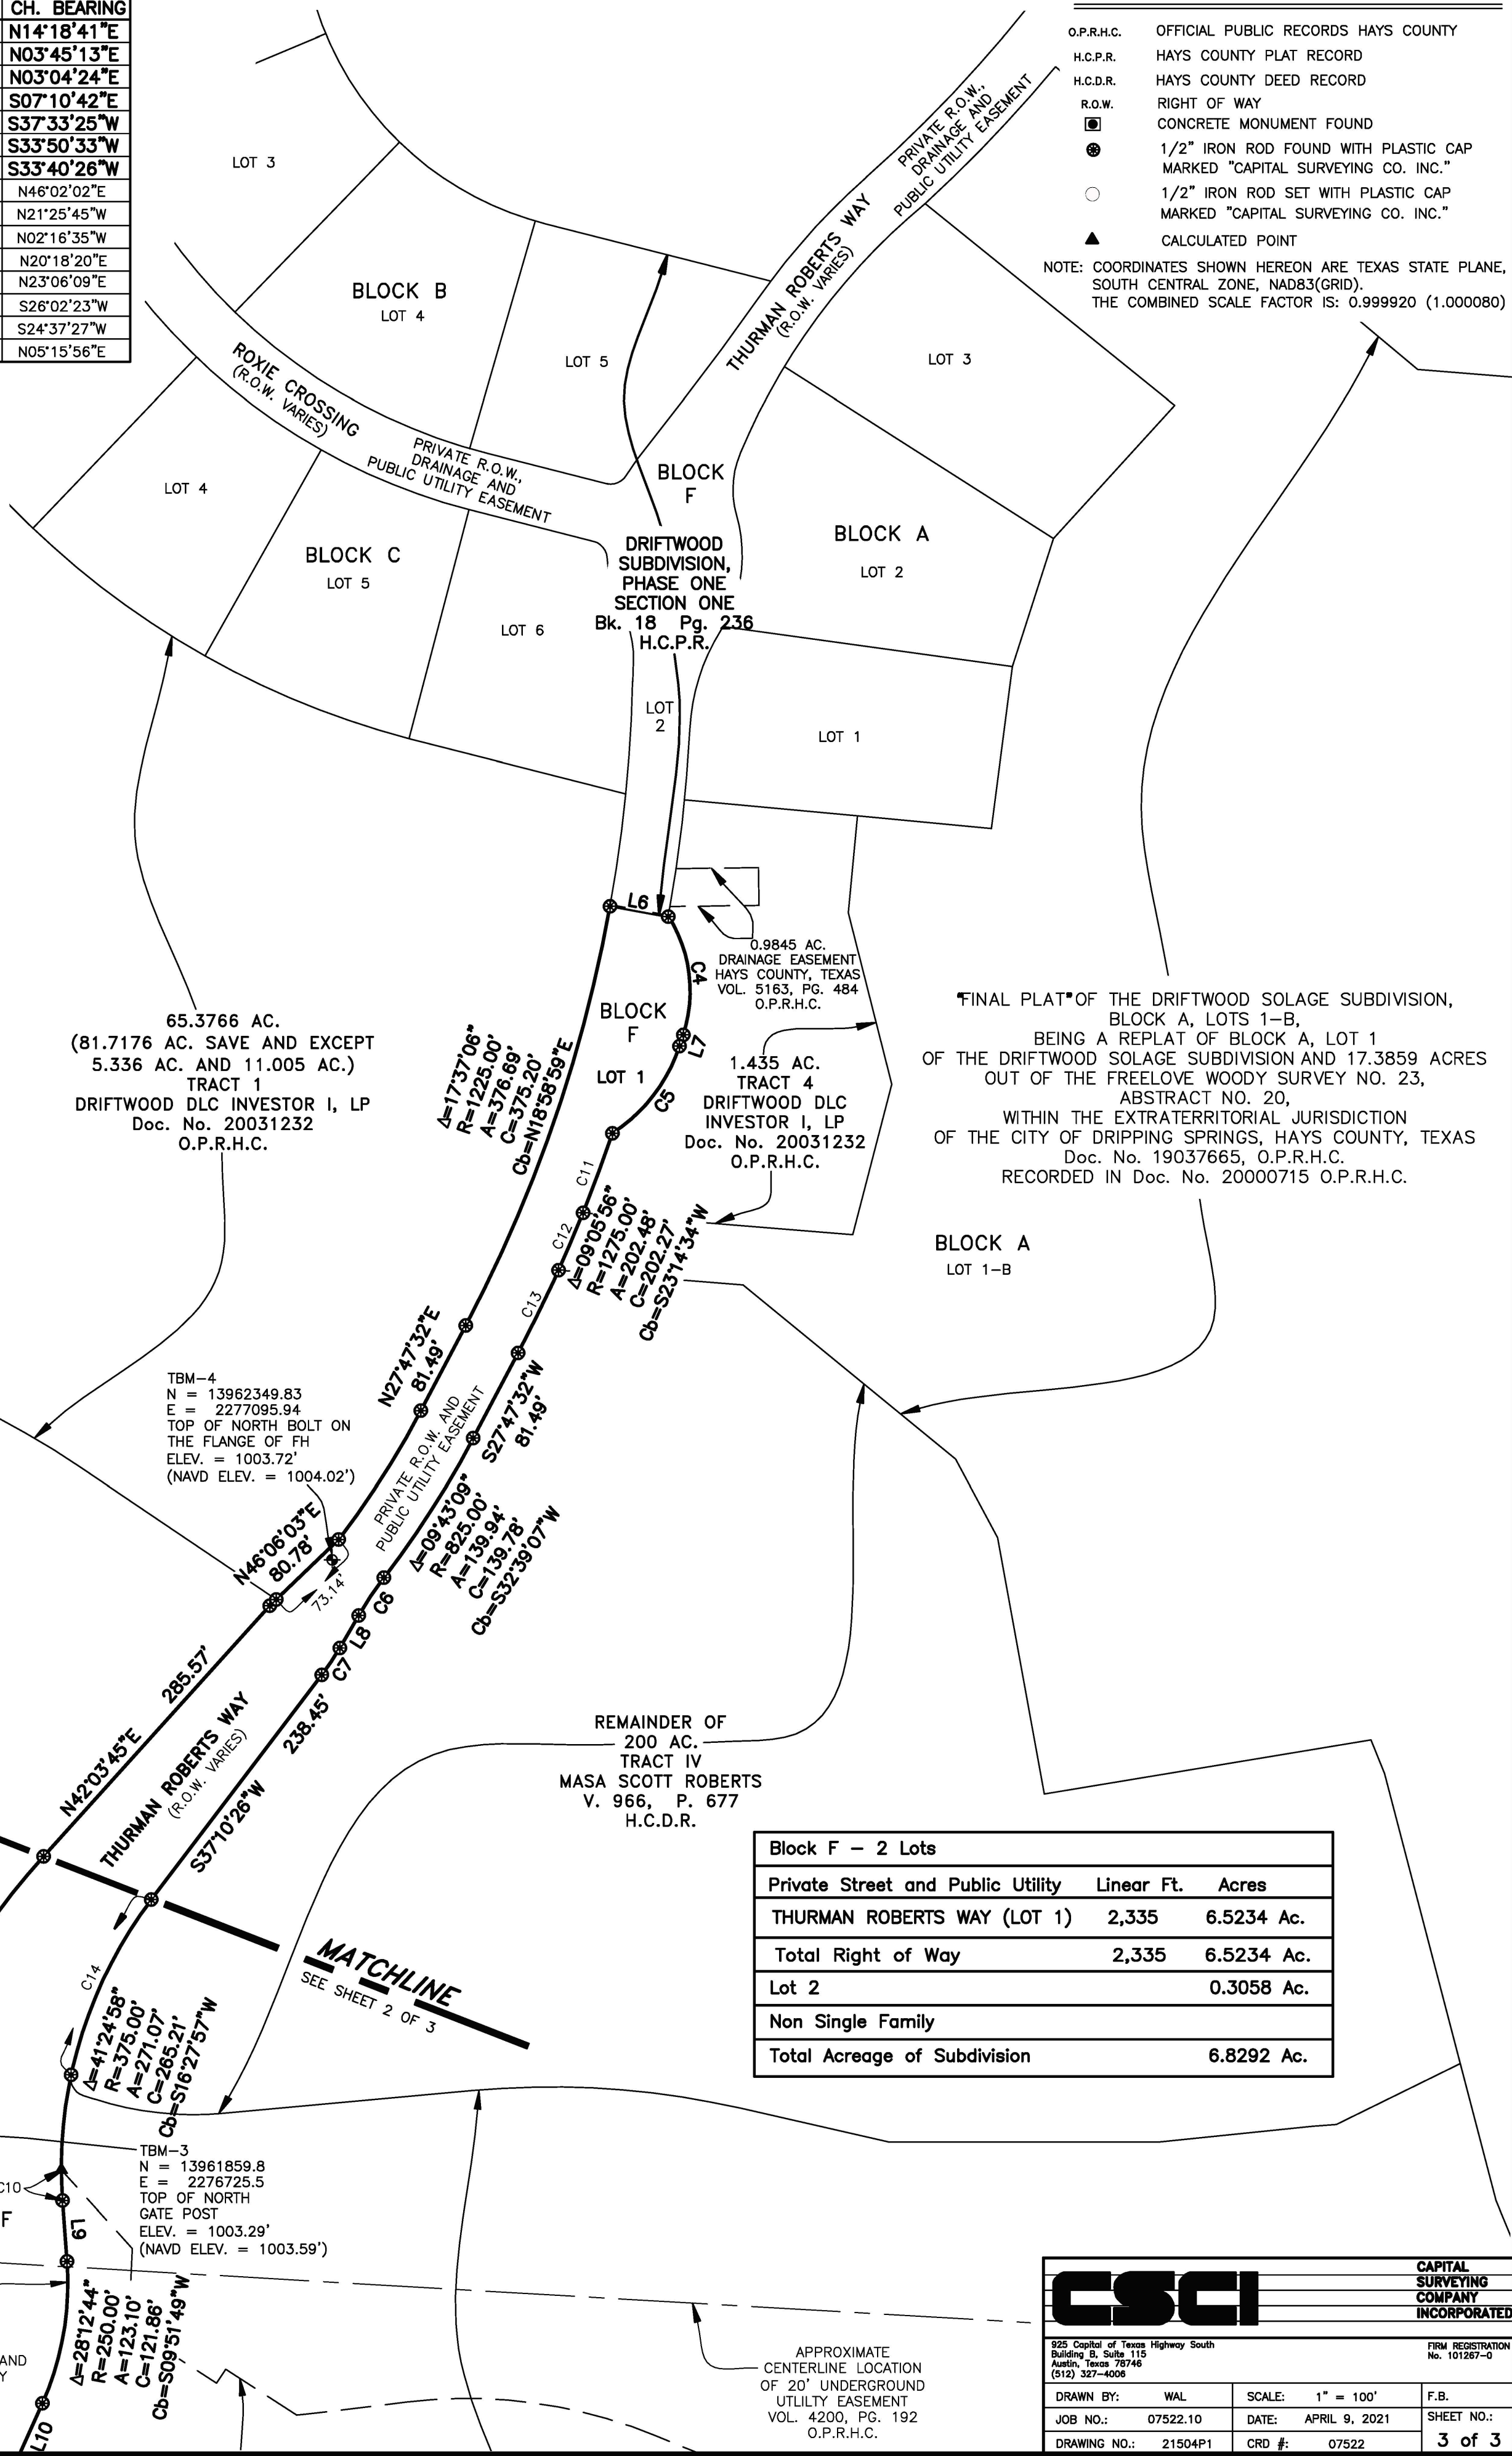 CH. BEARING
N14°18'41"E
N03°45'13"E
N03°04'24"E
S07°10'42"E
S37°33'25"W
S33°50'33"W
S33°40'26"W
N46°02'02"E
N21°25'45"W
N02°16'35"W
N20°18'20"E
N23°06'09"E
S26°02'23"W
S24°37'27"W
N05°15'56"E
O.P.R.H.C. OFFICIAL PUBLIC RECORDS HAYS COUNTY
H.C.P.R. HAYS COUNTY PLAT RECORD
H.C.D.R. HAYS COUNTY DEED RECORD
R.O.W. RIGHT OF WAY
CONCRETE MONUMENT FOUND
1/2" IRON ROD FOUND WITH PLASTIC CAP
MARKED "CAPITAL SURVEYING CO. INC."
1/2" IRON ROD SET WITH PLASTIC CAP
MARKED "CAPITAL SURVEYING CO. INC."
CALCULATED POINT
NOTE: COORDINATES SHOWN HEREON ARE TEXAS STATE PLANE,
SOUTH CENTRAL ZONE, NAD83(GRID).
THE COMBINED SCALE FACTOR IS: 0.999920 (1.000080)
PRIVATE R.O.W.,
DRAINAGE AND
PUBLIC UTILITY EASEMENT
THURMAN ROBERTS WAY
(R.O.W. VARIES)
LOT 3
BLOCK B
LOT 4
LOT 5
LOT 3
ROXIE CROSSING
(R.O.W. VARIES)
PRIVATE R.O.W.,
DRAINAGE AND
PUBLIC UTILITY EASEMENT
LOT 4
BLOCK C
LOT 5
LOT 6
BLOCK
F
BLOCK A
LOT 2
DRIFTWOOD
SUBDIVISION,
PHASE ONE
SECTION ONE
Bk. 18 Pg. 236
H.C.P.R.
LOT
2
LOT 1
L6
C4
0.9845 AC.
DRAINAGE EASEMENT
HAYS COUNTY, TEXAS
VOL. 5163, PG. 484
O.P.R.H.C.
BLOCK
F
LOT 1
L7
C5
65.3766 AC.
(81.7176 AC. SAVE AND EXCEPT
5.336 AC. AND 11.005 AC.)
TRACT 1
DRIFTWOOD DLC INVESTOR I, LP
Doc. No. 20031232
O.P.R.H.C.
Δ=17°37'06"
R=1225.00'
A=376.69'
C=375.20'
Cb=N18°58'59"E
1.435 AC.
TRACT 4
DRIFTWOOD DLC
INVESTOR I, LP
Doc. No. 20031232
O.P.R.H.C.
"FINAL PLAT" OF THE DRIFTWOOD SOLAGE SUBDIVISION,
BLOCK A, LOTS 1-B,
BEING A REPLAT OF BLOCK A, LOT 1
OF THE DRIFTWOOD SOLAGE SUBDIVISION AND 17.3859 ACRES
OUT OF THE FREELOVE WOODY SURVEY NO. 23,
ABSTRACT NO. 20,
WITHIN THE EXTRATERRITORIAL JURISDICTION
OF THE CITY OF DRIPPING SPRINGS, HAYS COUNTY, TEXAS
Doc. No. 19037665, O.P.R.H.C.
RECORDED IN Doc. No. 20000715 O.P.R.H.C.
BLOCK A
LOT 1-B
C11
C12
C13
Δ=09°05'56"
R=1275.00'
A=202.48'
C=202.27'
Cb=S23°14'34"W
N27°47'32"E
81.49'
S27°47'32"W
81.49'
PRIVATE R.O.W. AND
PUBLIC UTILITY EASEMENT
TBM-4
N = 13962349.83
E = 2277095.94
TOP OF NORTH BOLT ON
THE FLANGE OF FH
ELEV. = 1003.72'
(NAVD ELEV. = 1004.02')
N46°06'03"E
80.78'
73.14'
Δ=09°43'09"
R=825.00'
A=139.94'
C=139.78'
Cb=S32°39'07"W
C6
L8
C7
N42°03'45"E
285.57'
THURMAN ROBERTS WAY
(R.O.W. VARIES)
S37°10'26"W
238.45'
REMAINDER OF
200 AC.
TRACT IV
MASA SCOTT ROBERTS
V. 966, P. 677
H.C.D.R.
MATCHLINE
SEE SHEET 2 OF 3
Block F - 2 Lots
Private Street and Public Utility Linear Ft. Acres
THURMAN ROBERTS WAY (LOT 1) 2,335 6.5234 Ac.
Total Right of Way 2,335 6.5234 Ac.
Lot 2 0.3058 Ac.
Non Single Family
Total Acreage of Subdivision 6.8292 Ac.
C14
Δ=41°24'58"
R=375.00'
A=271.07'
C=265.21'
Cb=S16°27'57"W
TBM-3
N = 13961859.8
E = 2276725.5
TOP OF NORTH
GATE POST
ELEV. = 1003.29'
(NAVD ELEV. = 1003.59')
C10
F
L9
Δ=28°12'44"
R=250.00'
A=123.10'
C=121.86'
Cb=S09°51'49"W
AND
Y
L10
APPROXIMATE
CENTERLINE LOCATION
OF 20' UNDERGROUND
UTLILTY EASEMENT
VOL. 4200, PG. 192
O.P.R.H.C.
CSCI
CAPITAL
SURVEYING
COMPANY
INCORPORATED
925 Capital of Texas Highway South
Building B, Suite 115
Austin, Texas 78746
(512) 327-4006
FIRM REGISTRATION
No. 101267-0
DRAWN BY: WAL SCALE: 1" = 100' F.B.
JOB NO.: 07522.10 DATE: APRIL 9, 2021 SHEET NO.:
DRAWING NO.: 21504P1 CRD #: 07522 3 of 3